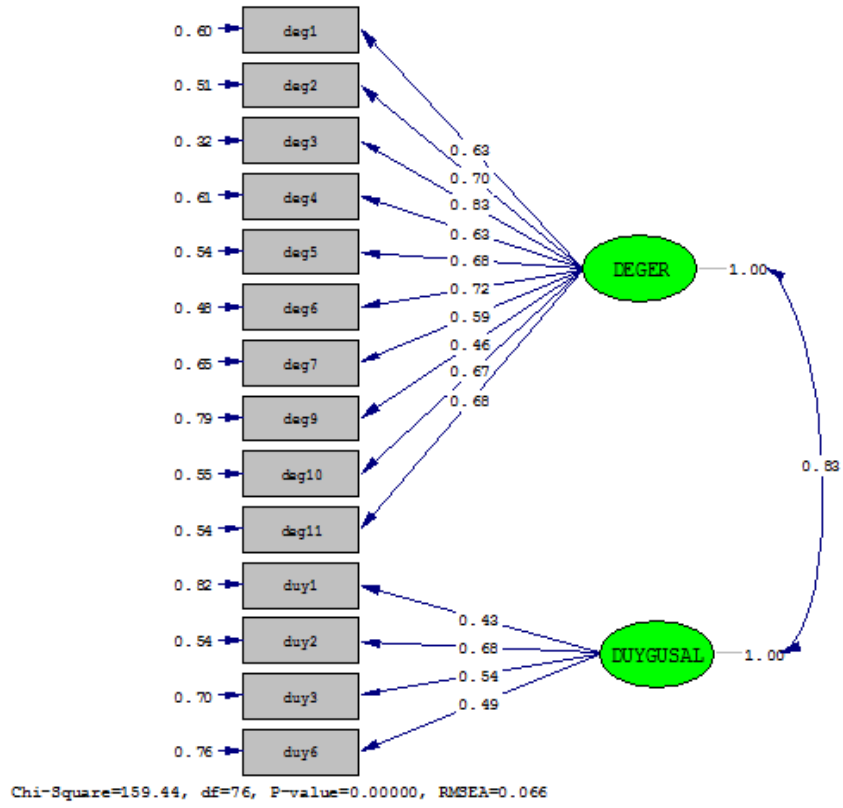 0.60 deg1
0.51 deg2
0.32 deg3
0.61 deg4
0.54 deg5
0.48 deg6
0.65 deg7
0.79 deg9
0.55 deg10
0.54 deg11
0.82 duy1
0.54 duy2
0.70 duy3
0.76 duy6
0.63
0.70
0.83
0.63
0.68
0.72
0.59
0.46
0.67
0.68
DEGER 1.00
0.83
0.43
0.68
0.54
0.49
DUYGUSAL 1.00
Chi-Square=159.44, df=76, P-value=0.00000, RMSEA=0.066